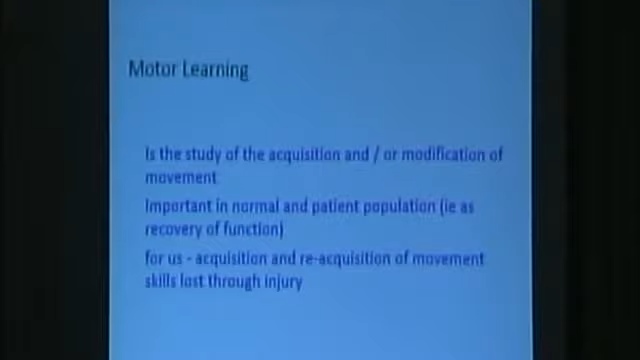 Motor Learning
Is the study of the acquisition and / or modification of
movement
Important in normal and patient population (ie as
recovery of function)
for us - acquisition and re-acquisition of movement
skills lost through injury